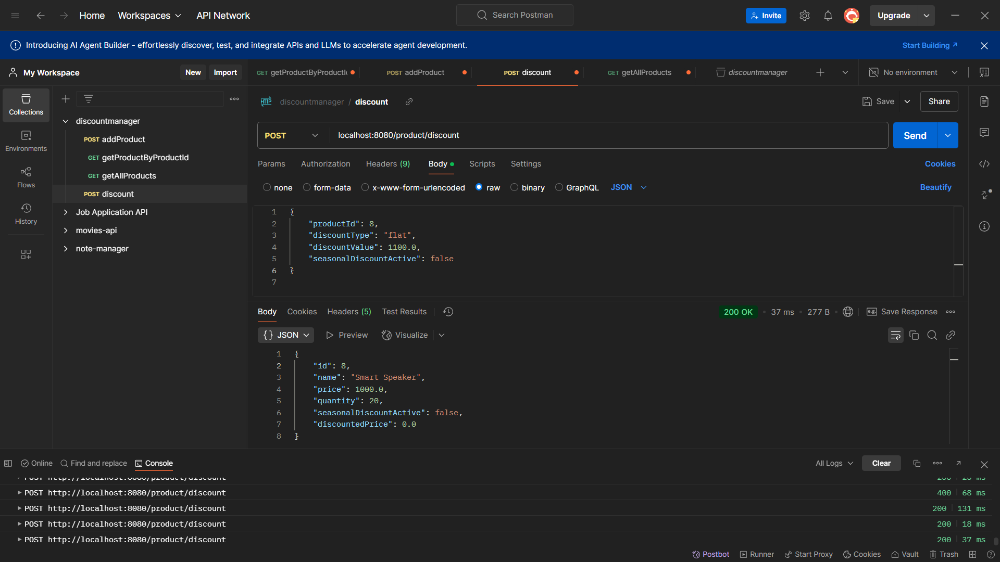 Home
Workspaces
API Network
Search Postman
Invite
Upgrade
Introducing AI Agent Builder - effortlessly discover, test, and integrate APIs and LLMs to accelerate agent development.
Start Building
My Workspace
New
Import
GET getProductByProductI
POST addProduct
POST discount
GET getAllProducts
discountmanager
No environment
Collections
Environments
Flows
History
discountmanager
POST addProduct
GET getProductByProductId
GET getAllProducts
POST discount
Job Application API
movies-api
note-manager
HTTP discountmanager / discount
Save
Share
POST
localhost:8080/product/discount
Send
Params
Authorization
Headers (9)
Body
Scripts
Settings
Cookies
none
form-data
x-www-form-urlencoded
raw
binary
GraphQL
JSON
Beautify
1 {
2 "productId": 8,
3 "discountType": "flat",
4 "discountValue": 1100.0,
5 "seasonalDiscountActive": false
6 }
7
Body
Cookies
Headers (5)
Test Results
200 OK
37 ms
277 B
e.g. Save Response
{} JSON
Preview
Visualize
1 {
2 "id": 8,
3 "name": "Smart Speaker",
4 "price": 1000.0,
5 "quantity": 20,
6 "seasonalDiscountActive": false,
7 "discountedPrice": 0.0
8 }
Online
Find and replace
Console
All Logs
Clear
POST http://localhost:8080/product/discount 200 20 ms
POST http://localhost:8080/product/discount 400 68 ms
POST http://localhost:8080/product/discount 200 131 ms
POST http://localhost:8080/product/discount 200 18 ms
POST http://localhost:8080/product/discount 200 37 ms
Postbot
Runner
Start Proxy
Cookies
Vault
Trash